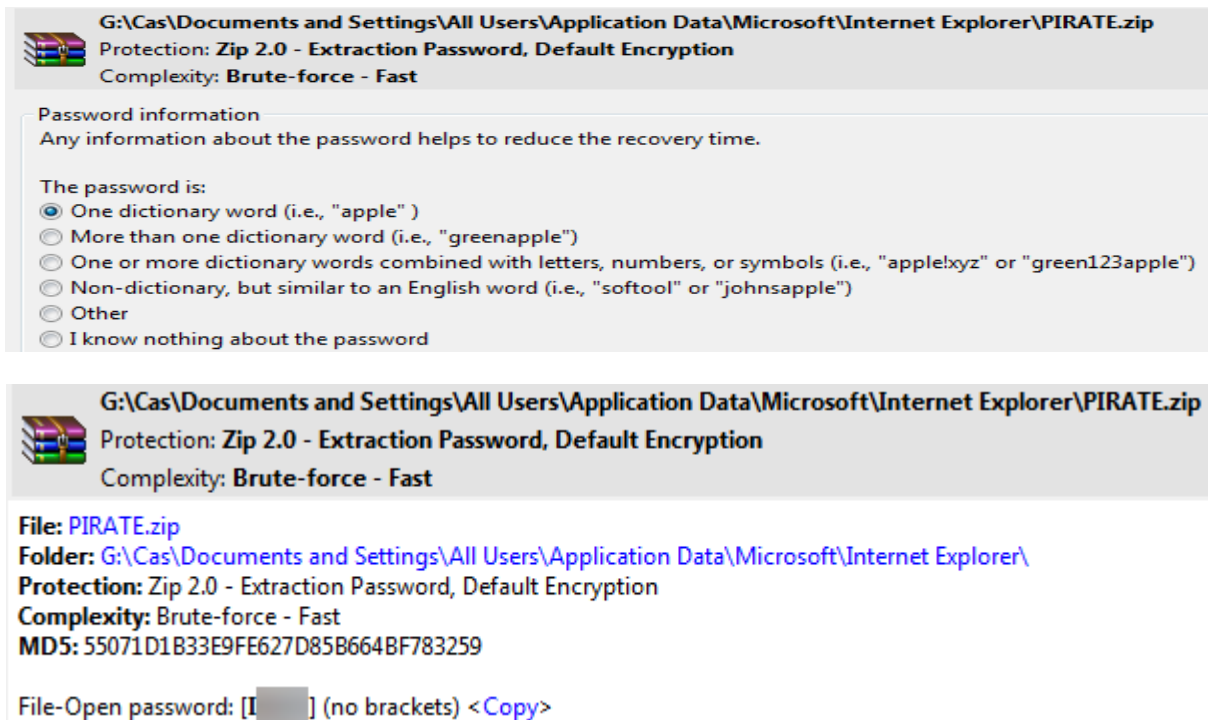 G:\Cas\Documents and Settings\All Users\Application Data\Microsoft\Internet Explorer\PIRATE.zip
Protection: Zip 2.0 - Extraction Password, Default Encryption
Complexity: Brute-force - Fast
Password information
Any information about the password helps to reduce the recovery time.
The password is:
One dictionary word (i.e., "apple" )
More than one dictionary word (i.e., "greenapple")
One or more dictionary words combined with letters, numbers, or symbols (i.e., "apple!xyz" or "green123apple")
Non-dictionary, but similar to an English word (i.e., "softool" or "johnsapple")
Other
I know nothing about the password
G:\Cas\Documents and Settings\All Users\Application Data\Microsoft\Internet Explorer\PIRATE.zip
Protection: Zip 2.0 - Extraction Password, Default Encryption
Complexity: Brute-force - Fast
File: PIRATE.zip
Folder: G:\Cas\Documents and Settings\All Users\Application Data\Microsoft\Internet Explorer\
Protection: Zip 2.0 - Extraction Password, Default Encryption
Complexity: Brute-force - Fast
MD5: 55071D1B33E9FE627D85B664BF783259
File-Open password: [I ] (no brackets) <Copy>